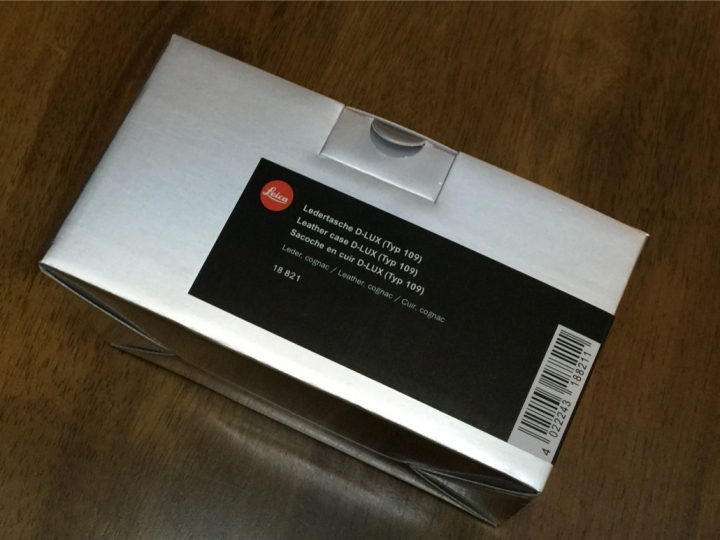 Leica
Ledertasche D-LUX (Typ 109)
Leather case D-LUX (Typ 109)
Sacoche en cuir D-LUX (Typ 109)
Leder, cognac / Leather, cognac / Cuir, cognac
18 821
4 022243 188211